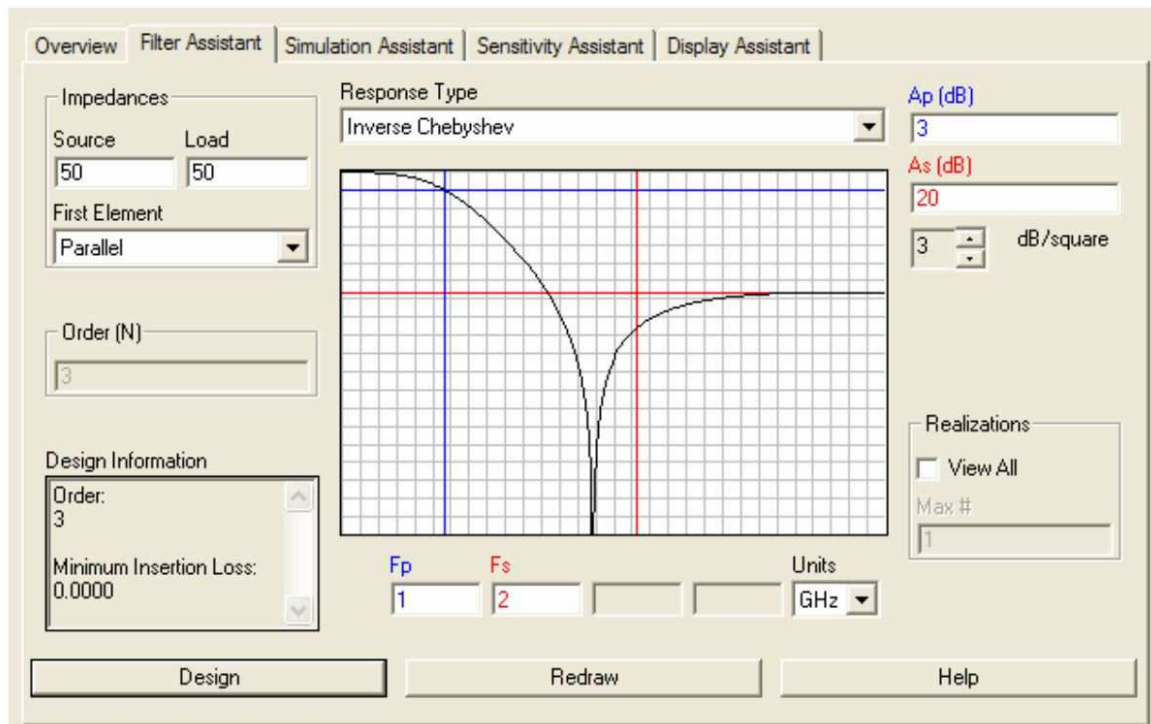 Overview Filter Assistant Simulation Assistant Sensitivity Assistant Display Assistant
Impedances
Source Load
50 50
First Element
Parallel
Order (N)
3
Design Information
Order:
3
Minimum Insertion Loss:
0.0000
Response Type
Inverse Chebyshev
Fp Fs Units
1 2 GHz
Ap (dB)
3
As (dB)
20
3 dB/square
Realizations
View All
Max #
1
Design Redraw Help